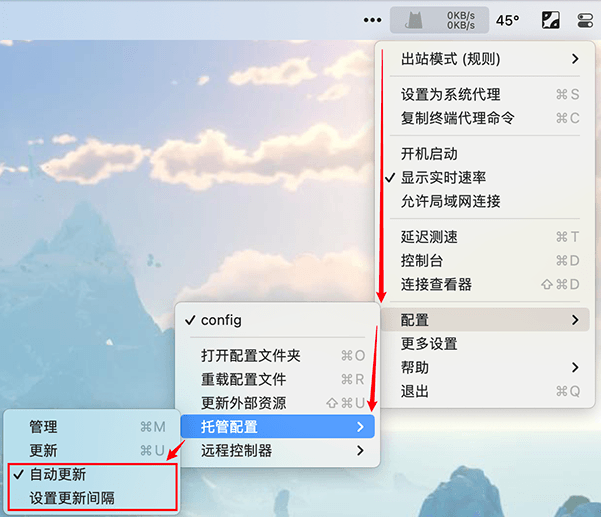 0KB/s
0KB/s
45°
出站模式 (规则)
设置为系统代理 ⌘ S
复制终端代理命令 ⌘ C
开机启动
显示实时速率
允许局域网连接
延迟测速 ⌘ T
控制台 ⌘ D
连接查看器 ⇧ ⌘ D
配置
更多设置
帮助
退出 ⌘ Q
config
打开配置文件夹 ⌘ O
重载配置文件 ⌘ R
更新外部资源 ⇧ ⌘ U
托管配置
远程控制器
管理 ⌘ M
更新 ⌘ U
自动更新
设置更新间隔